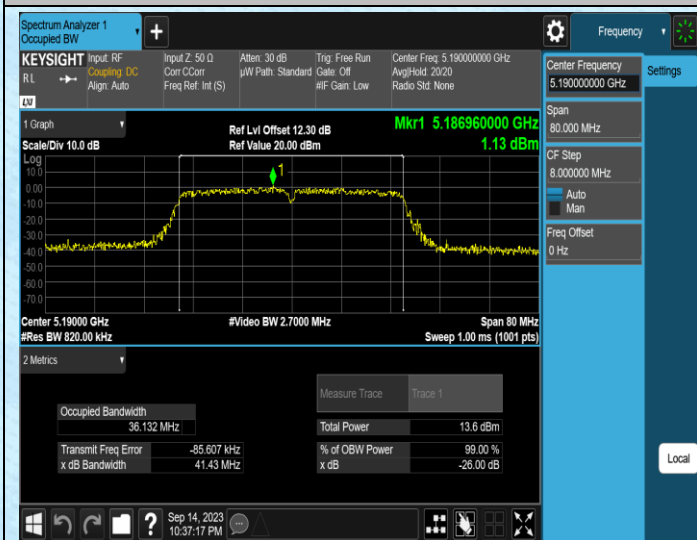 Spectrum Analyzer 1
Occupied BW
Frequency
KEYSIGHT
RL
LXI
Input: RF
Coupling: DC
Align: Auto
Input Z: 50 Ω
Corr CCorr
Freq Ref: Int (S)
Atten: 30 dB
µW Path: Standard
Trig: Free Run
Gate: Off
#IF Gain: Low
Center Freq: 5.190000000 GHz
Avg|Hold: 20/20
Radio Std: None
Center Frequency
5.190000000 GHz
Settings
Span
80.000 MHz
CF Step
8.000000 MHz
Auto
Man
Freq Offset
0 Hz
Local
1 Graph
Scale/Div 10.0 dB
Ref Lvl Offset 12.30 dB
Ref Value 20.00 dBm
Mkr1 5.186960000 GHz
1.13 dBm
Log
10.0
0.00
-10.0
-20.0
-30.0
-40.0
-50.0
-60.0
-70.0
1
Center 5.19000 GHz
#Res BW 820.00 kHz
#Video BW 2.7000 MHz
Span 80 MHz
Sweep 1.00 ms (1001 pts)
2 Metrics
Measure Trace
Trace 1
Occupied Bandwidth
36.132 MHz
Total Power
13.6 dBm
Transmit Freq Error
-85.607 kHz
% of OBW Power
99.00 %
x dB Bandwidth
41.43 MHz
x dB
-26.00 dB
?
Sep 14, 2023
10:37:17 PM